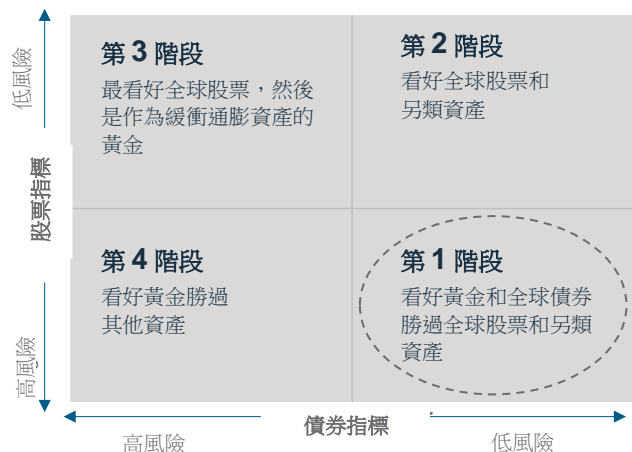 低風險
股票指標
高風險
第 3 階段
最看好全球股票，然後
是作為緩衝通膨資產的
黃金
第 2 階段
看好全球股票和
另類資產
第 4 階段
看好黃金勝過
其他資產
第 1 階段
看好黃金和全球債券
勝過全球股票和另類
資產
債券指標
高風險
低風險